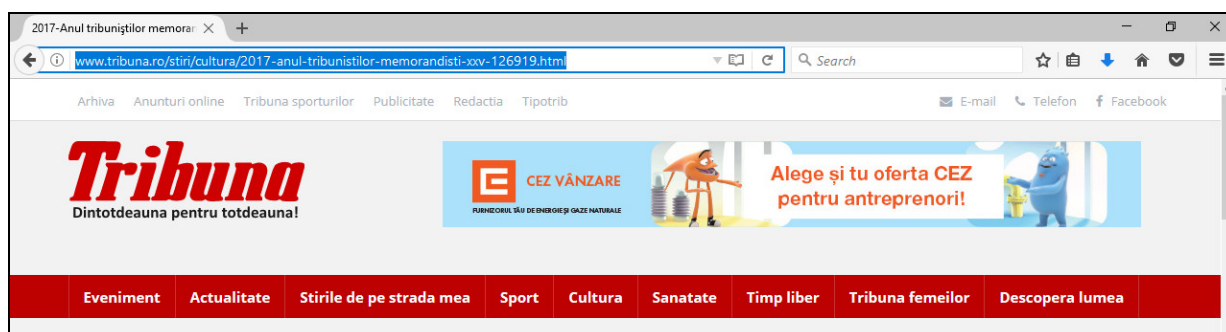 2017-Anul tribuniștilor memorar
www.tribuna.ro/stiri/cultura/2017-anul-tribunistilor-memorandisti-xxv-126919.html
Search
Arhiva Anunturi online Tribuna sporturilor Publicitate Redactia Tipotrib E-mail Telefon Facebook
Tribuna
Dintotdeauna pentru totdeauna!
CEZ VÂNZARE
FURNIZORUL TĂU DE ENERGIE ȘI GAZE NATURALE
Alege și tu oferta CEZ
pentru antreprenori!
Eveniment Actualitate Stirile de pe strada mea Sport Cultura Sanatate Timp liber Tribuna femeilor Descopera lumea